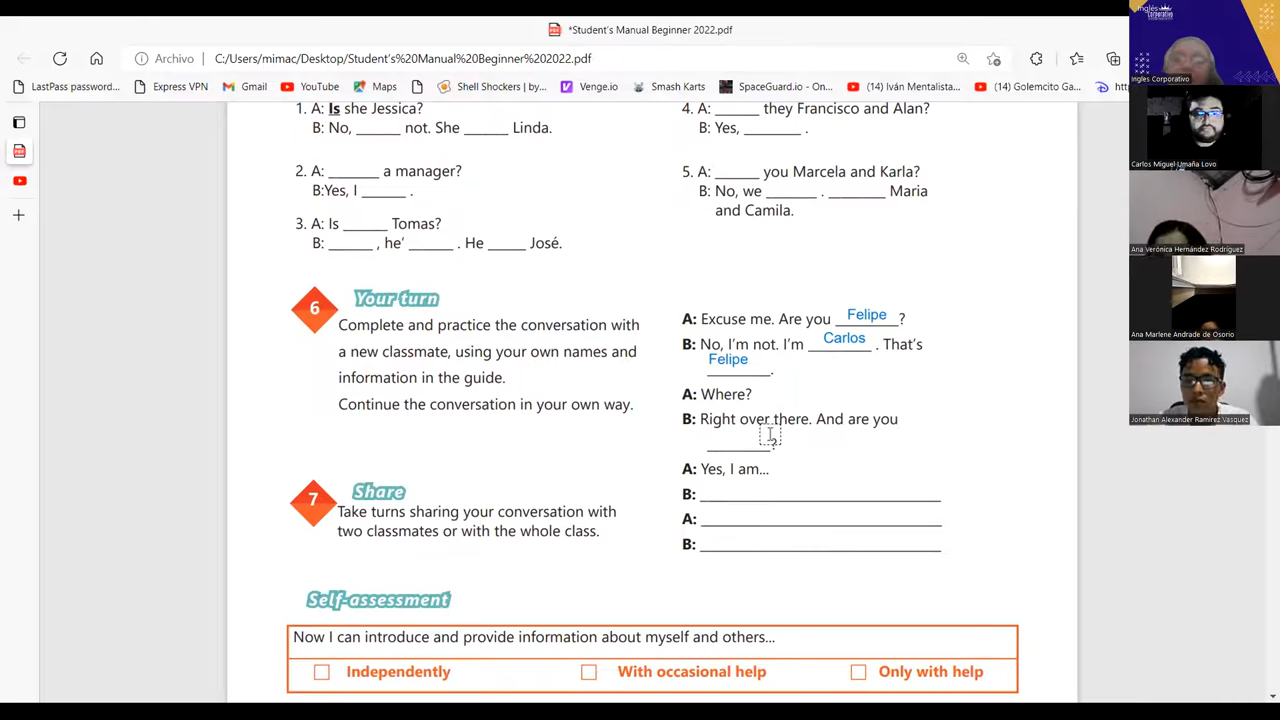 *Student's Manual Beginner 2022.pdf
Archivo
C:/Users/mimac/Desktop/Student's%20Manual%20Beginner%202022.pdf
LastPass password...
Express VPN
Gmail
YouTube
Maps
Shell Shockers | by...
Venge.io
Smash Karts
SpaceGuard.io - On...
(14) Iván Mentalista...
(14) Golemcito Ga...
1. A: Is she Jessica?
B: No, ______ not. She ______ Linda.
2. A: _______ a manager?
B:Yes, I ______ .
3. A: Is ______ Tomas?
B: ______ , he' ______ . He _____ José.
4. A: ______ they Francisco and Alan?
B: Yes, ________ .
5. A: ______ you Marcela and Karla?
B: No, we _______ . ________ Maria
and Camila.
6
Your turn
Complete and practice the conversation with
a new classmate, using your own names and
information in the guide.
Continue the conversation in your own way.
A: Excuse me. Are you Felipe ?
B: No, I'm not. I'm Carlos . That's
Felipe .
A: Where?
B: Right over there. And are you
_________?
A: Yes, I am...
B: ___________________________________
A: ___________________________________
B: ___________________________________
7
Share
Take turns sharing your conversation with
two classmates or with the whole class.
Self-assessment
Now I can introduce and provide information about myself and others...
Independently
With occasional help
Only with help
Inglés
Corporativo
Inglés Corporativo
Carlos Miguel Umaña Lovo
Ana Verónica Hernández Rodríguez
Ana Marlene Andrade de Osorio
Jonathan Alexander Ramírez Vasquez